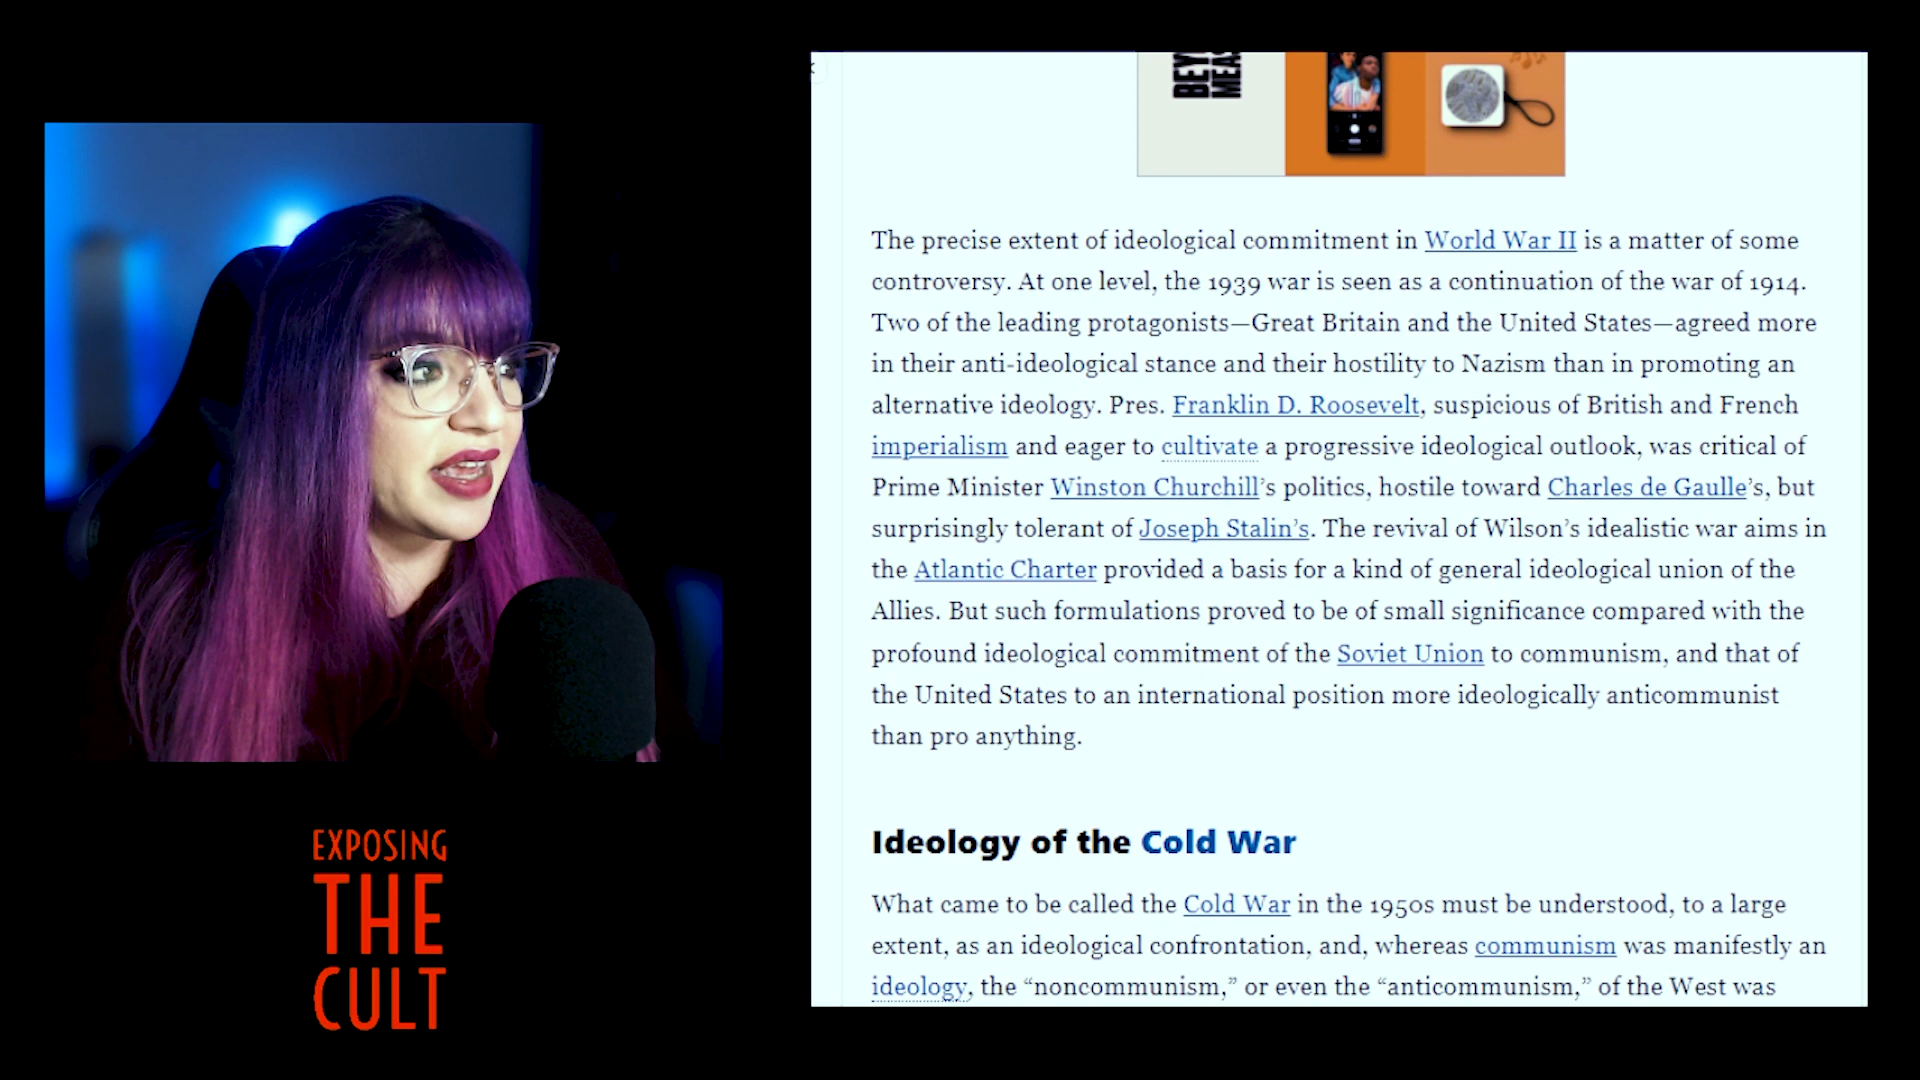 BEY
MEA
The precise extent of ideological commitment in World War II is a matter of some
controversy. At one level, the 1939 war is seen as a continuation of the war of 1914.
Two of the leading protagonists—Great Britain and the United States—agreed more
in their anti-ideological stance and their hostility to Nazism than in promoting an
alternative ideology. Pres. Franklin D. Roosevelt, suspicious of British and French
imperialism and eager to cultivate a progressive ideological outlook, was critical of
Prime Minister Winston Churchill’s politics, hostile toward Charles de Gaulle’s, but
surprisingly tolerant of Joseph Stalin’s. The revival of Wilson’s idealistic war aims in
the Atlantic Charter provided a basis for a kind of general ideological union of the
Allies. But such formulations proved to be of small significance compared with the
profound ideological commitment of the Soviet Union to communism, and that of
the United States to an international position more ideologically anticommunist
than pro anything.
Ideology of the Cold War
What came to be called the Cold War in the 1950s must be understood, to a large
extent, as an ideological confrontation, and, whereas communism was manifestly an
ideology, the “noncommunism,” or even the “anticommunism,” of the West was
EXPOSING
THE
CULT